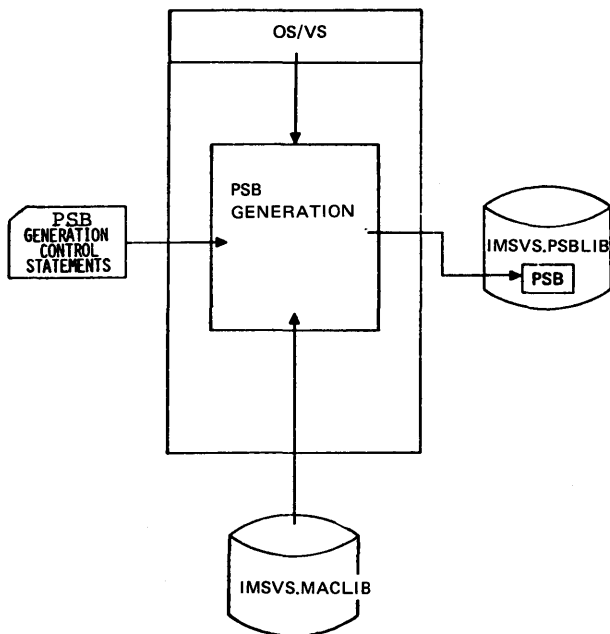 OS/VS
PSB
GENERATION
PSB
GENERATION
CONTROL
STATEMENTS
IMSVS.PSBLIB
PSB
IMSVS.MACLIB